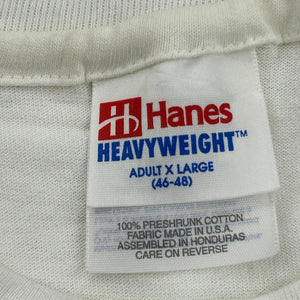 Hanes
HEAVYWEIGHT™
ADULT X LARGE
(46-48)
100% PRESHRUNK COTTON
FABRIC MADE IN U.S.A.
ASSEMBLED IN HONDURAS
CARE ON REVERSE